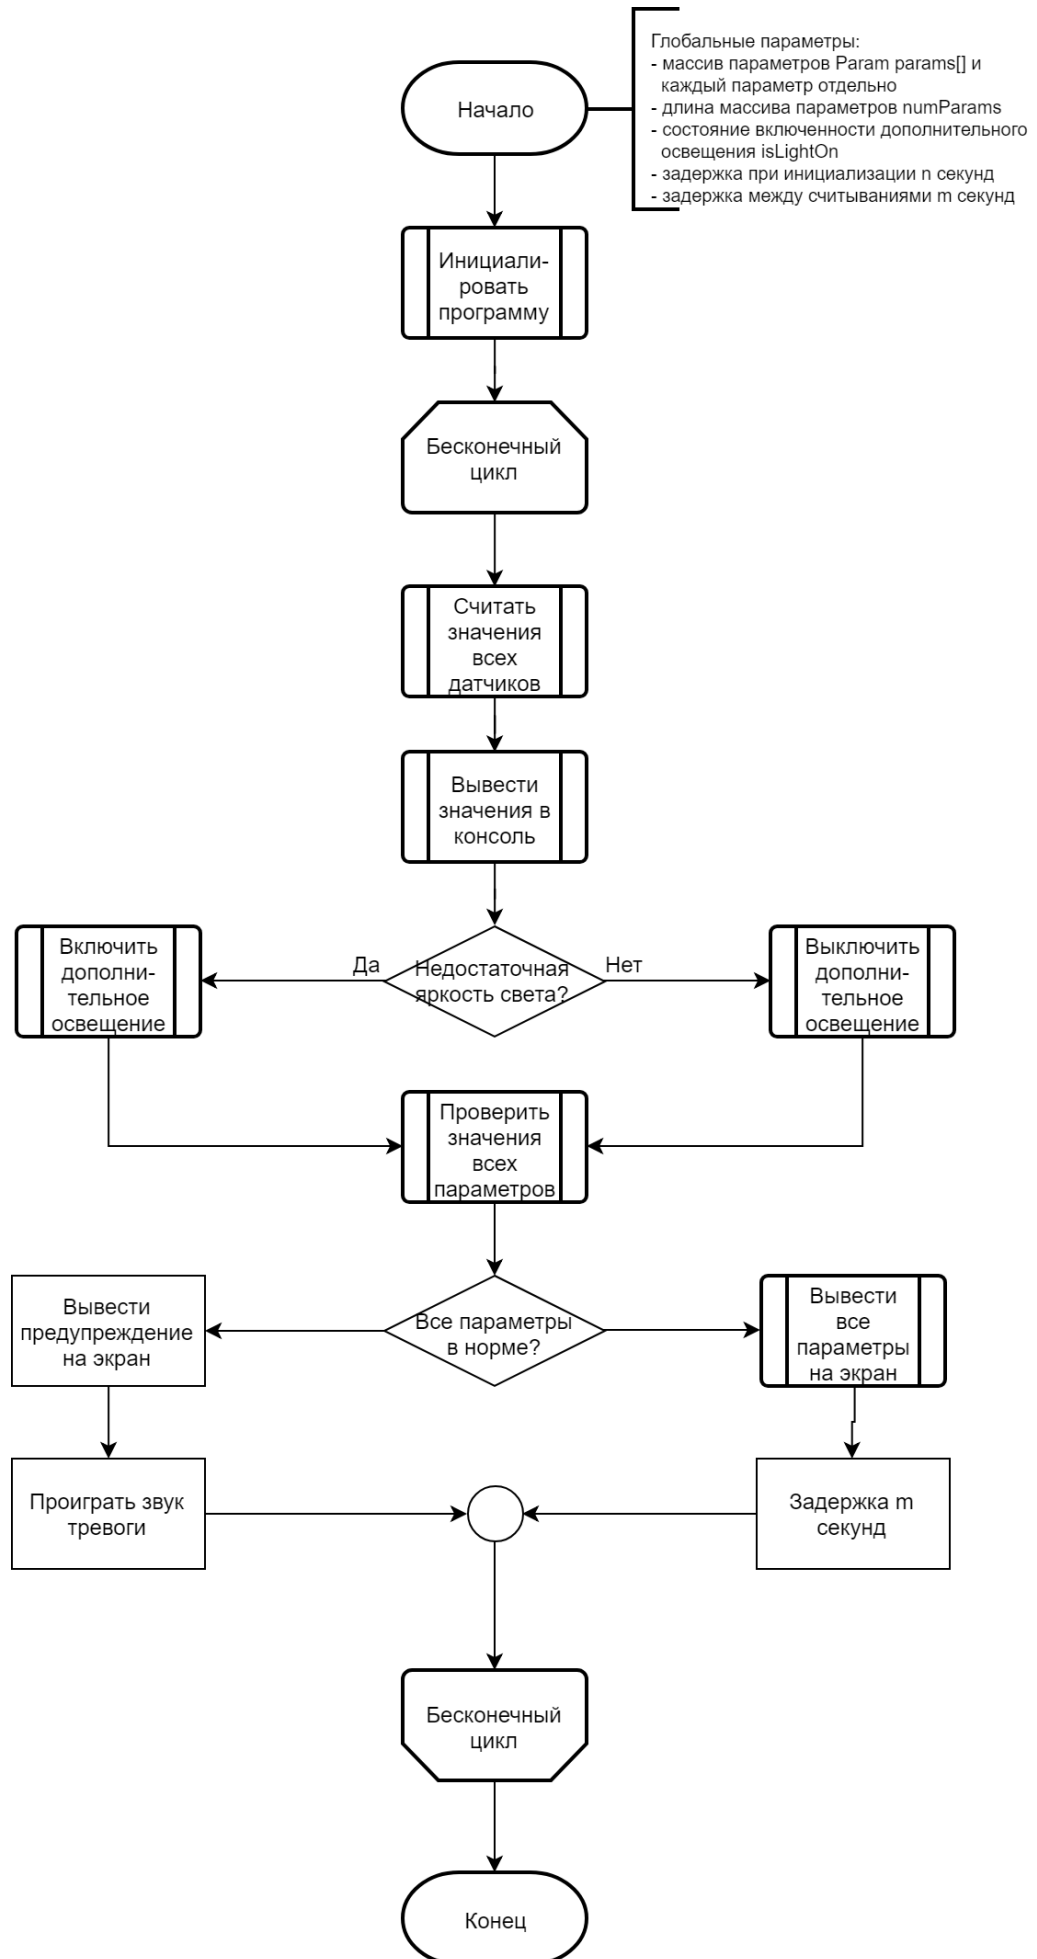 Глобальные параметры:
- массив параметров Param params[] и
каждый параметр отдельно
- длина массива параметров numParams
- состояние включенности дополнительного
освещения isLightOn
- задержка при инициализации n секунд
- задержка между считываниями m секунд
Начало
Инициали-
ровать
программу
Бесконечный
цикл
Считать
значения
всех
датчиков
Вывести
значения в
консоль
Недостаточная
яркость света?
Да
Нет
Включить
дополни-
тельное
освещение
Выключить
дополни-
тельное
освещение
Проверить
значения
всех
параметров
Все параметры
в норме?
Вывести
предупреждение
на экран
Вывести
все
параметры
на экран
Проиграть звук
тревоги
Задержка m
секунд
Бесконечный
цикл
Конец